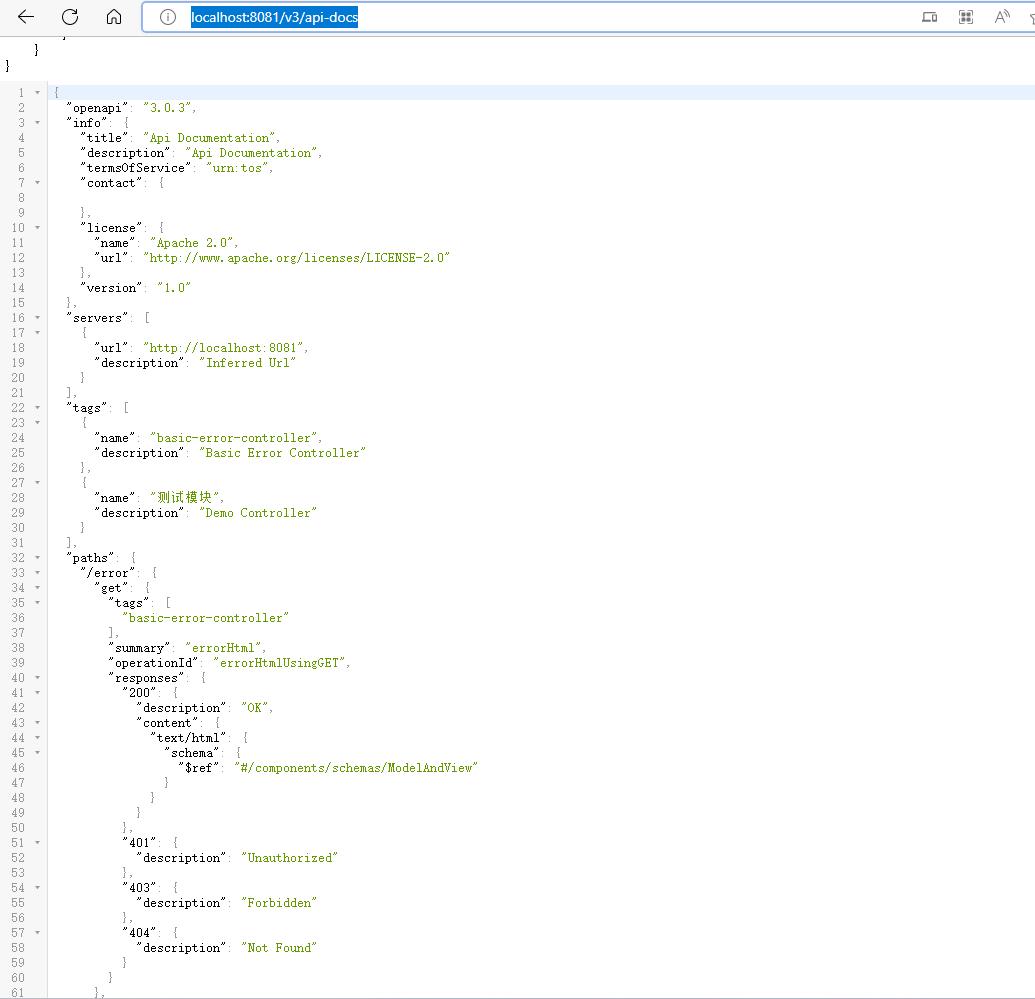 localhost:8081/v3/api-docs
}
}
1 {
2 "openapi": "3.0.3",
3 "info": {
4 "title": "Api Documentation",
5 "description": "Api Documentation",
6 "termsOfService": "urn:tos",
7 "contact": {
8
9 },
10 "license": {
11 "name": "Apache 2.0",
12 "url": "http://www.apache.org/licenses/LICENSE-2.0"
13 },
14 "version": "1.0"
15 },
16 "servers": [
17 {
18 "url": "http://localhost:8081",
19 "description": "Inferred Url"
20 }
21 ],
22 "tags": [
23 {
24 "name": "basic-error-controller",
25 "description": "Basic Error Controller"
26 },
27 {
28 "name": "测试模块",
29 "description": "Demo Controller"
30 }
31 ],
32 "paths": {
33 "/error": {
34 "get": {
35 "tags": [
36 "basic-error-controller"
37 ],
38 "summary": "errorHtml",
39 "operationId": "errorHtmlUsingGET",
40 "responses": {
41 "200": {
42 "description": "OK",
43 "content": {
44 "text/html": {
45 "schema": {
46 "$ref": "#/components/schemas/ModelAndView"
47 }
48 }
49 }
50 },
51 "401": {
52 "description": "Unauthorized"
53 },
54 "403": {
55 "description": "Forbidden"
56 },
57 "404": {
58 "description": "Not Found"
59 }
60 }
61 },